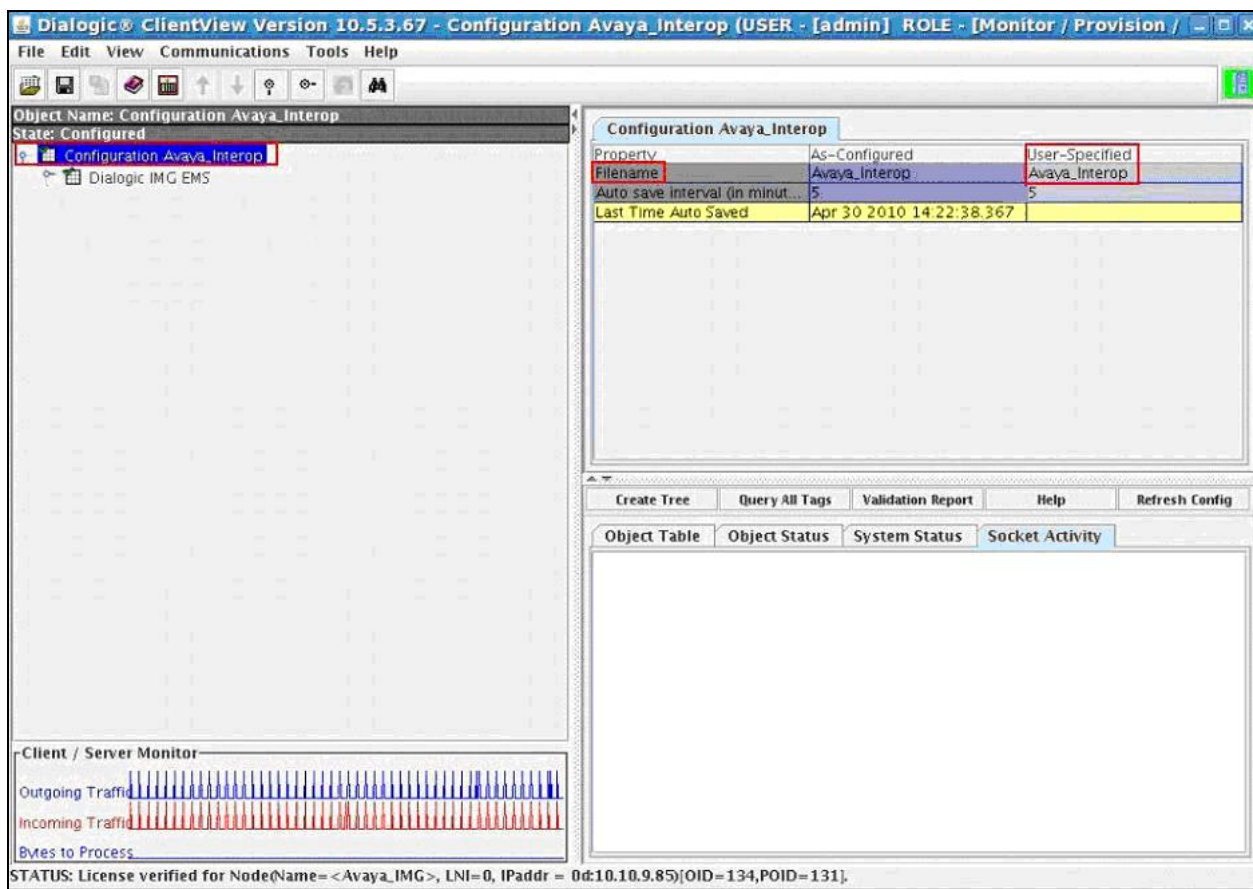 Dialogic® ClientView Version 10.5.3.67 - Configuration Avaya_Interop (USER - [admin] ROLE - [Monitor / Provision /
File Edit View Communications Tools Help
Object Name: Configuration Avaya_Interop
State: Configured
Configuration Avaya_Interop
Dialogic IMG EMS
Configuration Avaya_Interop
Property As-Configured User-Specified
Filename Avaya_Interop Avaya_Interop
Auto save interval (in minut... 5 5
Last Time Auto Saved Apr 30 2010 14:22:38.367
Create Tree Query All Tags Validation Report Help Refresh Config
Object Table Object Status System Status Socket Activity
Client / Server Monitor
Outgoing Traffic
Incoming Traffic
Bytes to Process
STATUS: License verified for Node(Name=<Avaya_IMG>, LNI=0, IPaddr = 0d:10.10.9.85)[OID=134,POID=131].